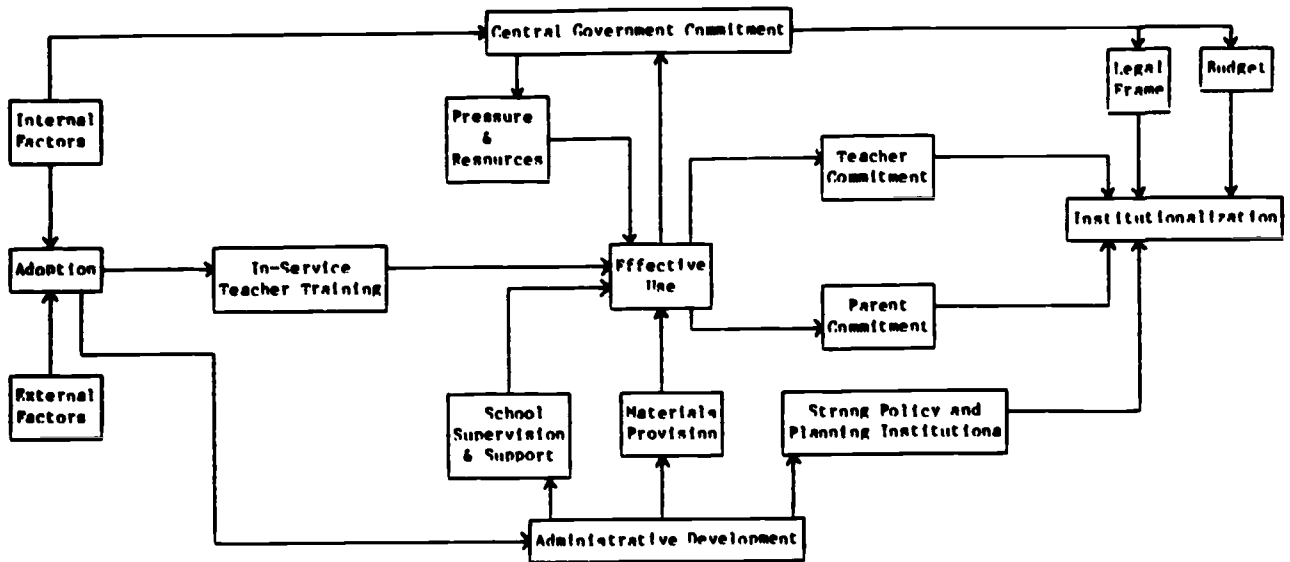 Central Government Commitment
Legal
Frame
Budget
Internal
Factors
Pressure
&
Resources
Teacher
Commitment
Institutionalization
Adoption
In-Service
Teacher Training
Effective
Use
Parent
Commitment
External
Factors
School
Supervision
& Support
Materials
Provision
Strong Policy and
Planning Institutions
Administrative Development